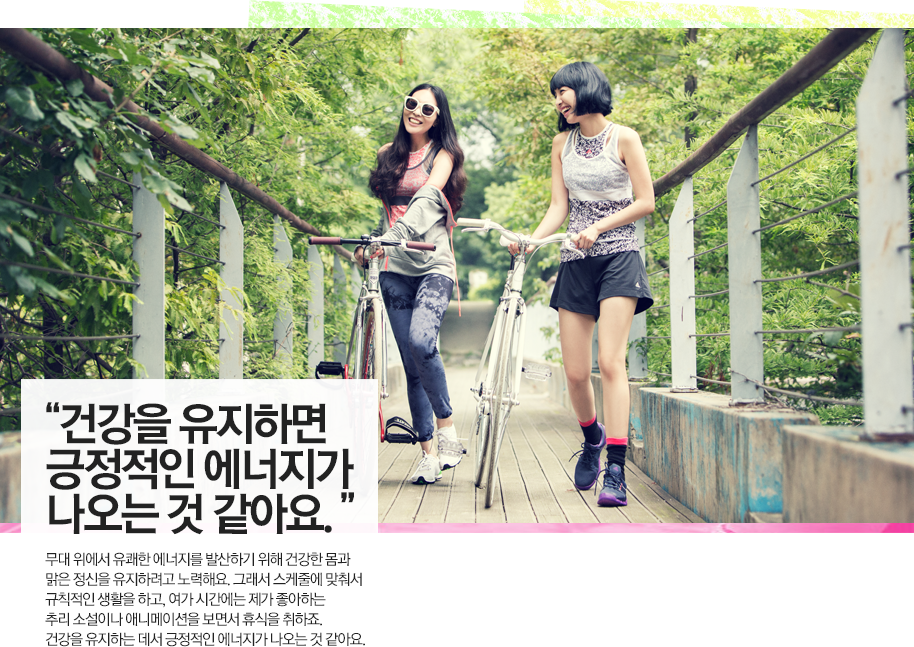 “건강을 유지하면
긍정적인 에너지가
나오는 것 같아요.”
무대 위에서 유쾌한 에너지를 발산하기 위해 건강한 몸과
맑은 정신을 유지하려고 노력해요. 그래서 스케줄에 맞춰서
규칙적인 생활을 하고, 여가 시간에는 제가 좋아하는
추리 소설이나 애니메이션을 보면서 휴식을 취하죠.
건강을 유지하는 데서 긍정적인 에너지가 나오는 것 같아요.